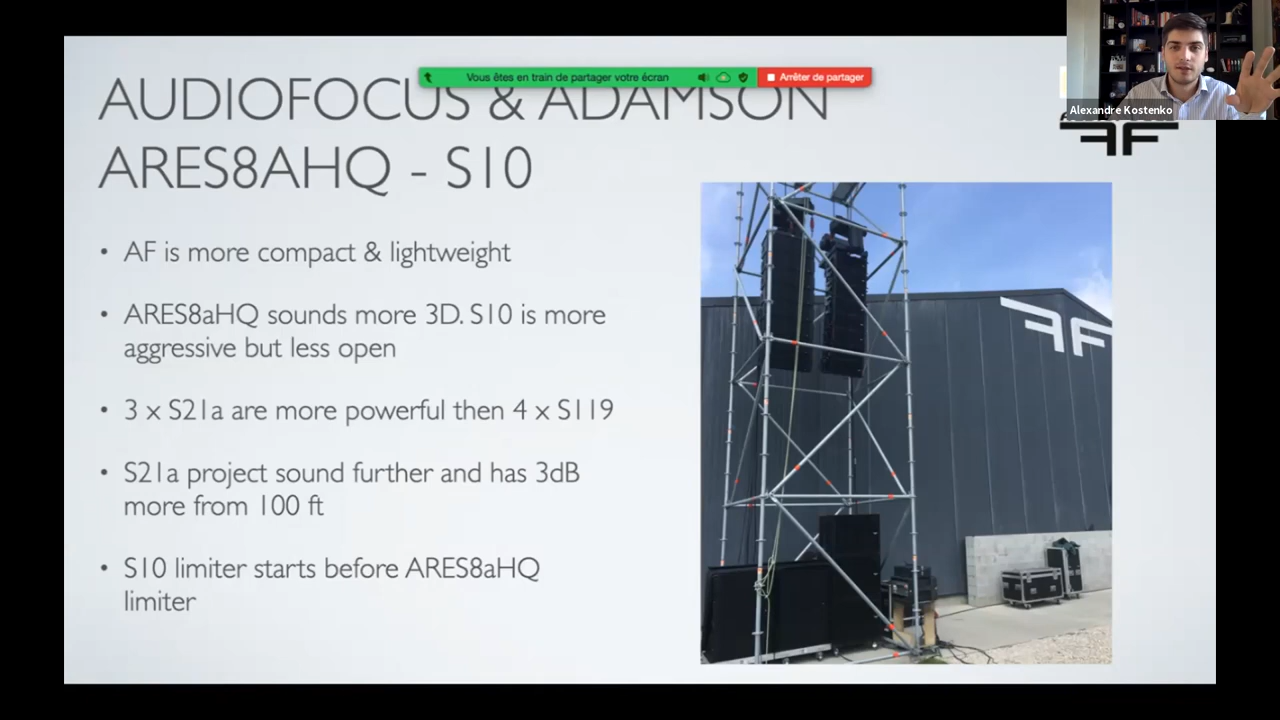 Vous êtes en train de partager votre écran
Arrêter de partager
Alexandre Kostenko
AUDIOFOCUS & ADAMSON
ARES8AHQ - S10
• AF is more compact & lightweight
• ARES8aHQ sounds more 3D. S10 is more
aggressive but less open
• 3 x S21a are more powerful then 4 x S119
• S21a project sound further and has 3dB
more from 100 ft
• S10 limiter starts before ARES8aHQ
limiter